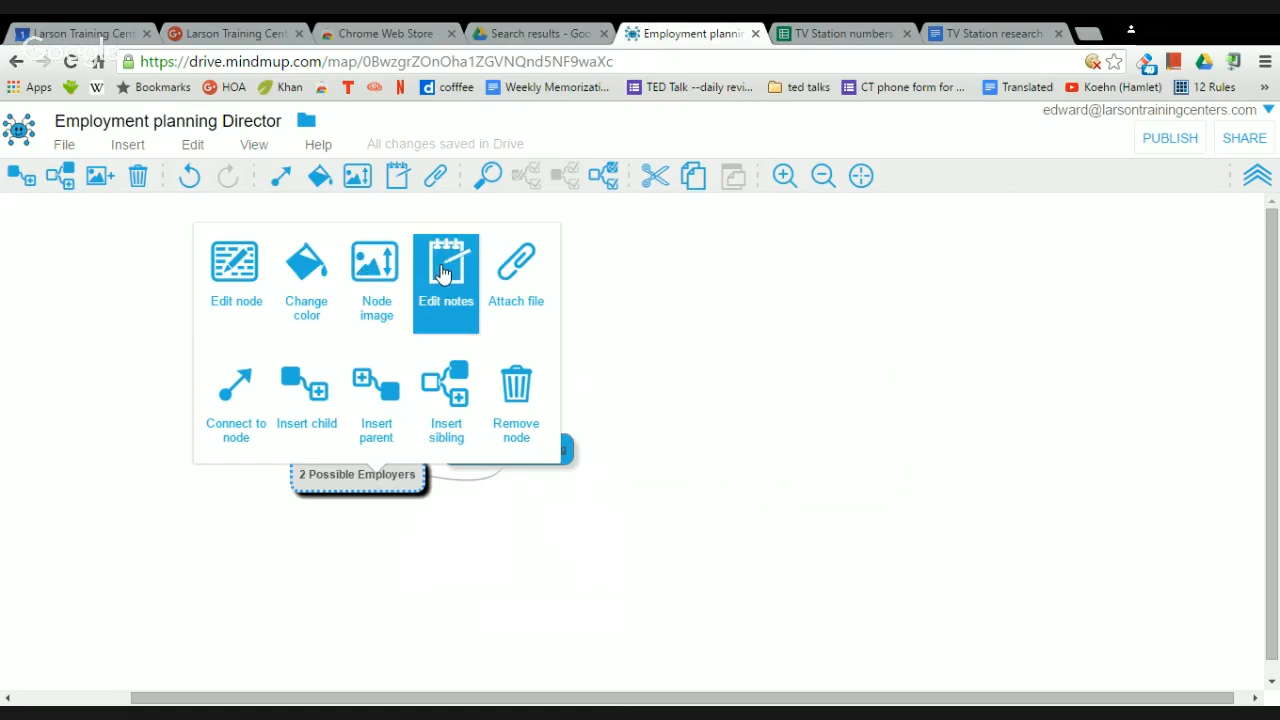 Larson Training Cent
Larson Training Cent
Chrome Web Store
Search results - Goo
Employment plannin
TV Station numbers
TV Station research
Google
https://drive.mindmup.com/map/0BwzgrZOnOha1ZGVNQnd5NF9waXc
Apps
Bookmarks
HOA
Khan
cofffee
Weekly Memorizati...
TED Talk --daily revi...
ted talks
CT phone form for ...
Translated
Koehn (Hamlet)
12 Rules
»
edward@larsontrainingcenters.com
Employment planning Director
File
Insert
Edit
View
Help
All changes saved in Drive
PUBLISH
SHARE
Edit node
Change
color
Node
image
Edit notes
Attach file
Connect to
node
Insert child
Insert
parent
Insert
sibling
Remove
node
2 Possible Employers